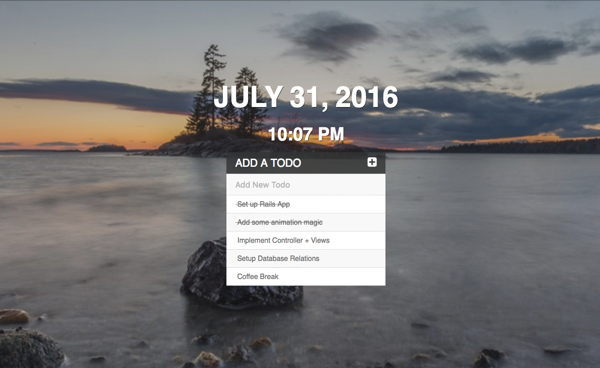 JULY 31, 2016
10:07 PM
ADD A TODO
Add New Todo
Set up Rails App
Add some animation magic
Implement Controller + Views
Setup Database Relations
Coffee Break